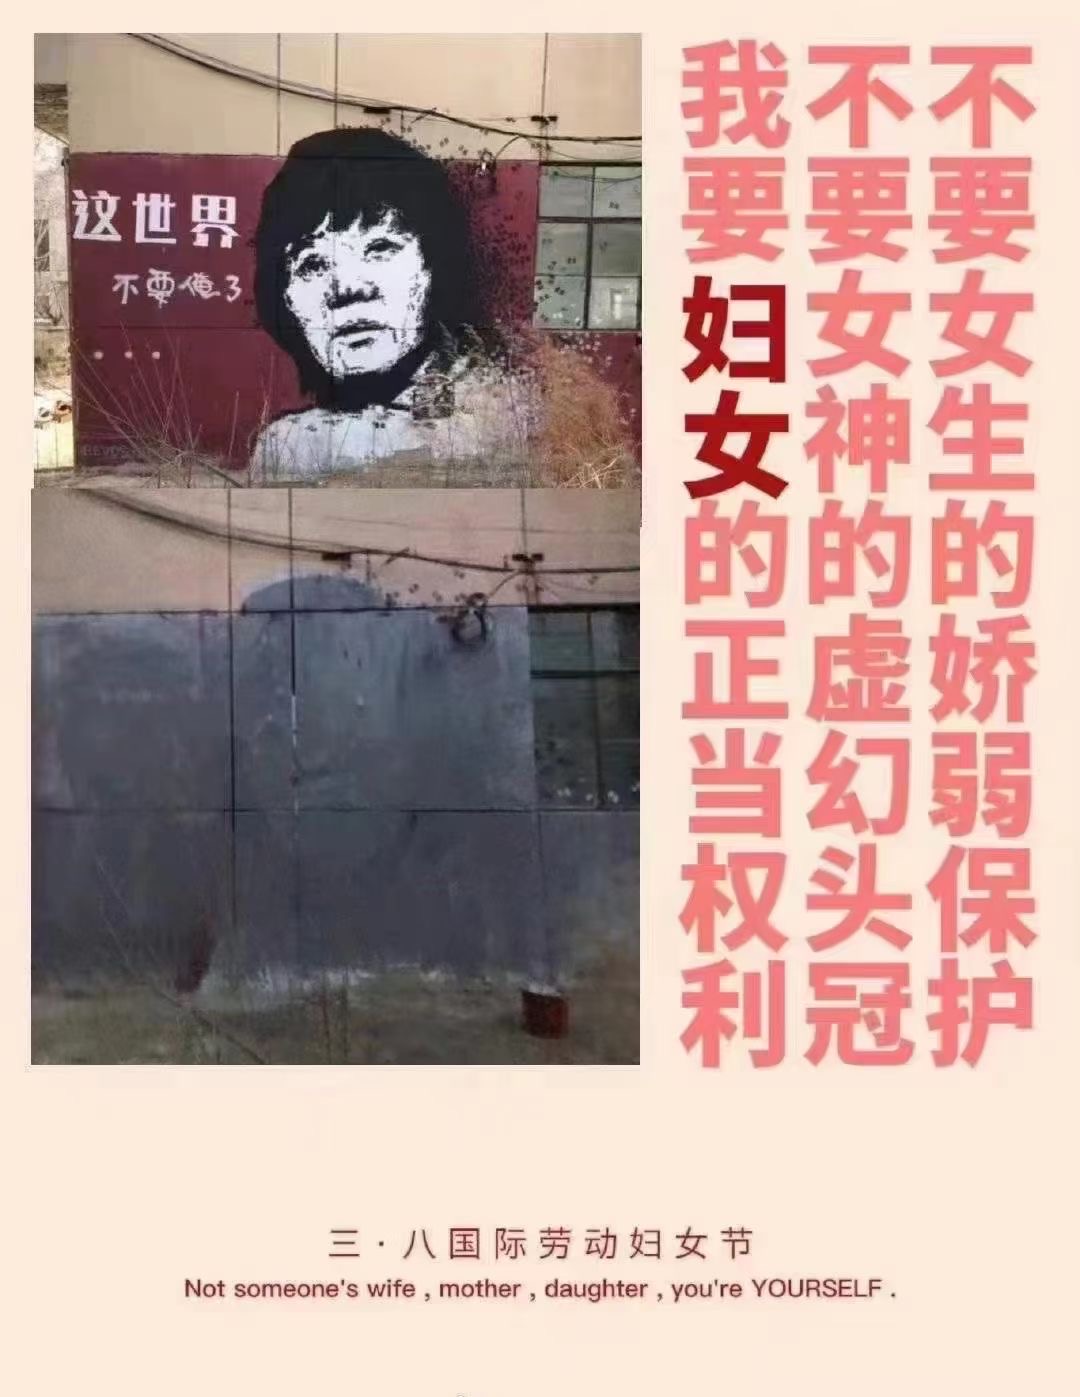 这世界
不要俺了
...
不要女生的娇弱保护
不要女神的虚幻头冠
我要妇女的正当权利
三·八国际劳动妇女节
Not someone's wife , mother , daughter , you're YOURSELF .